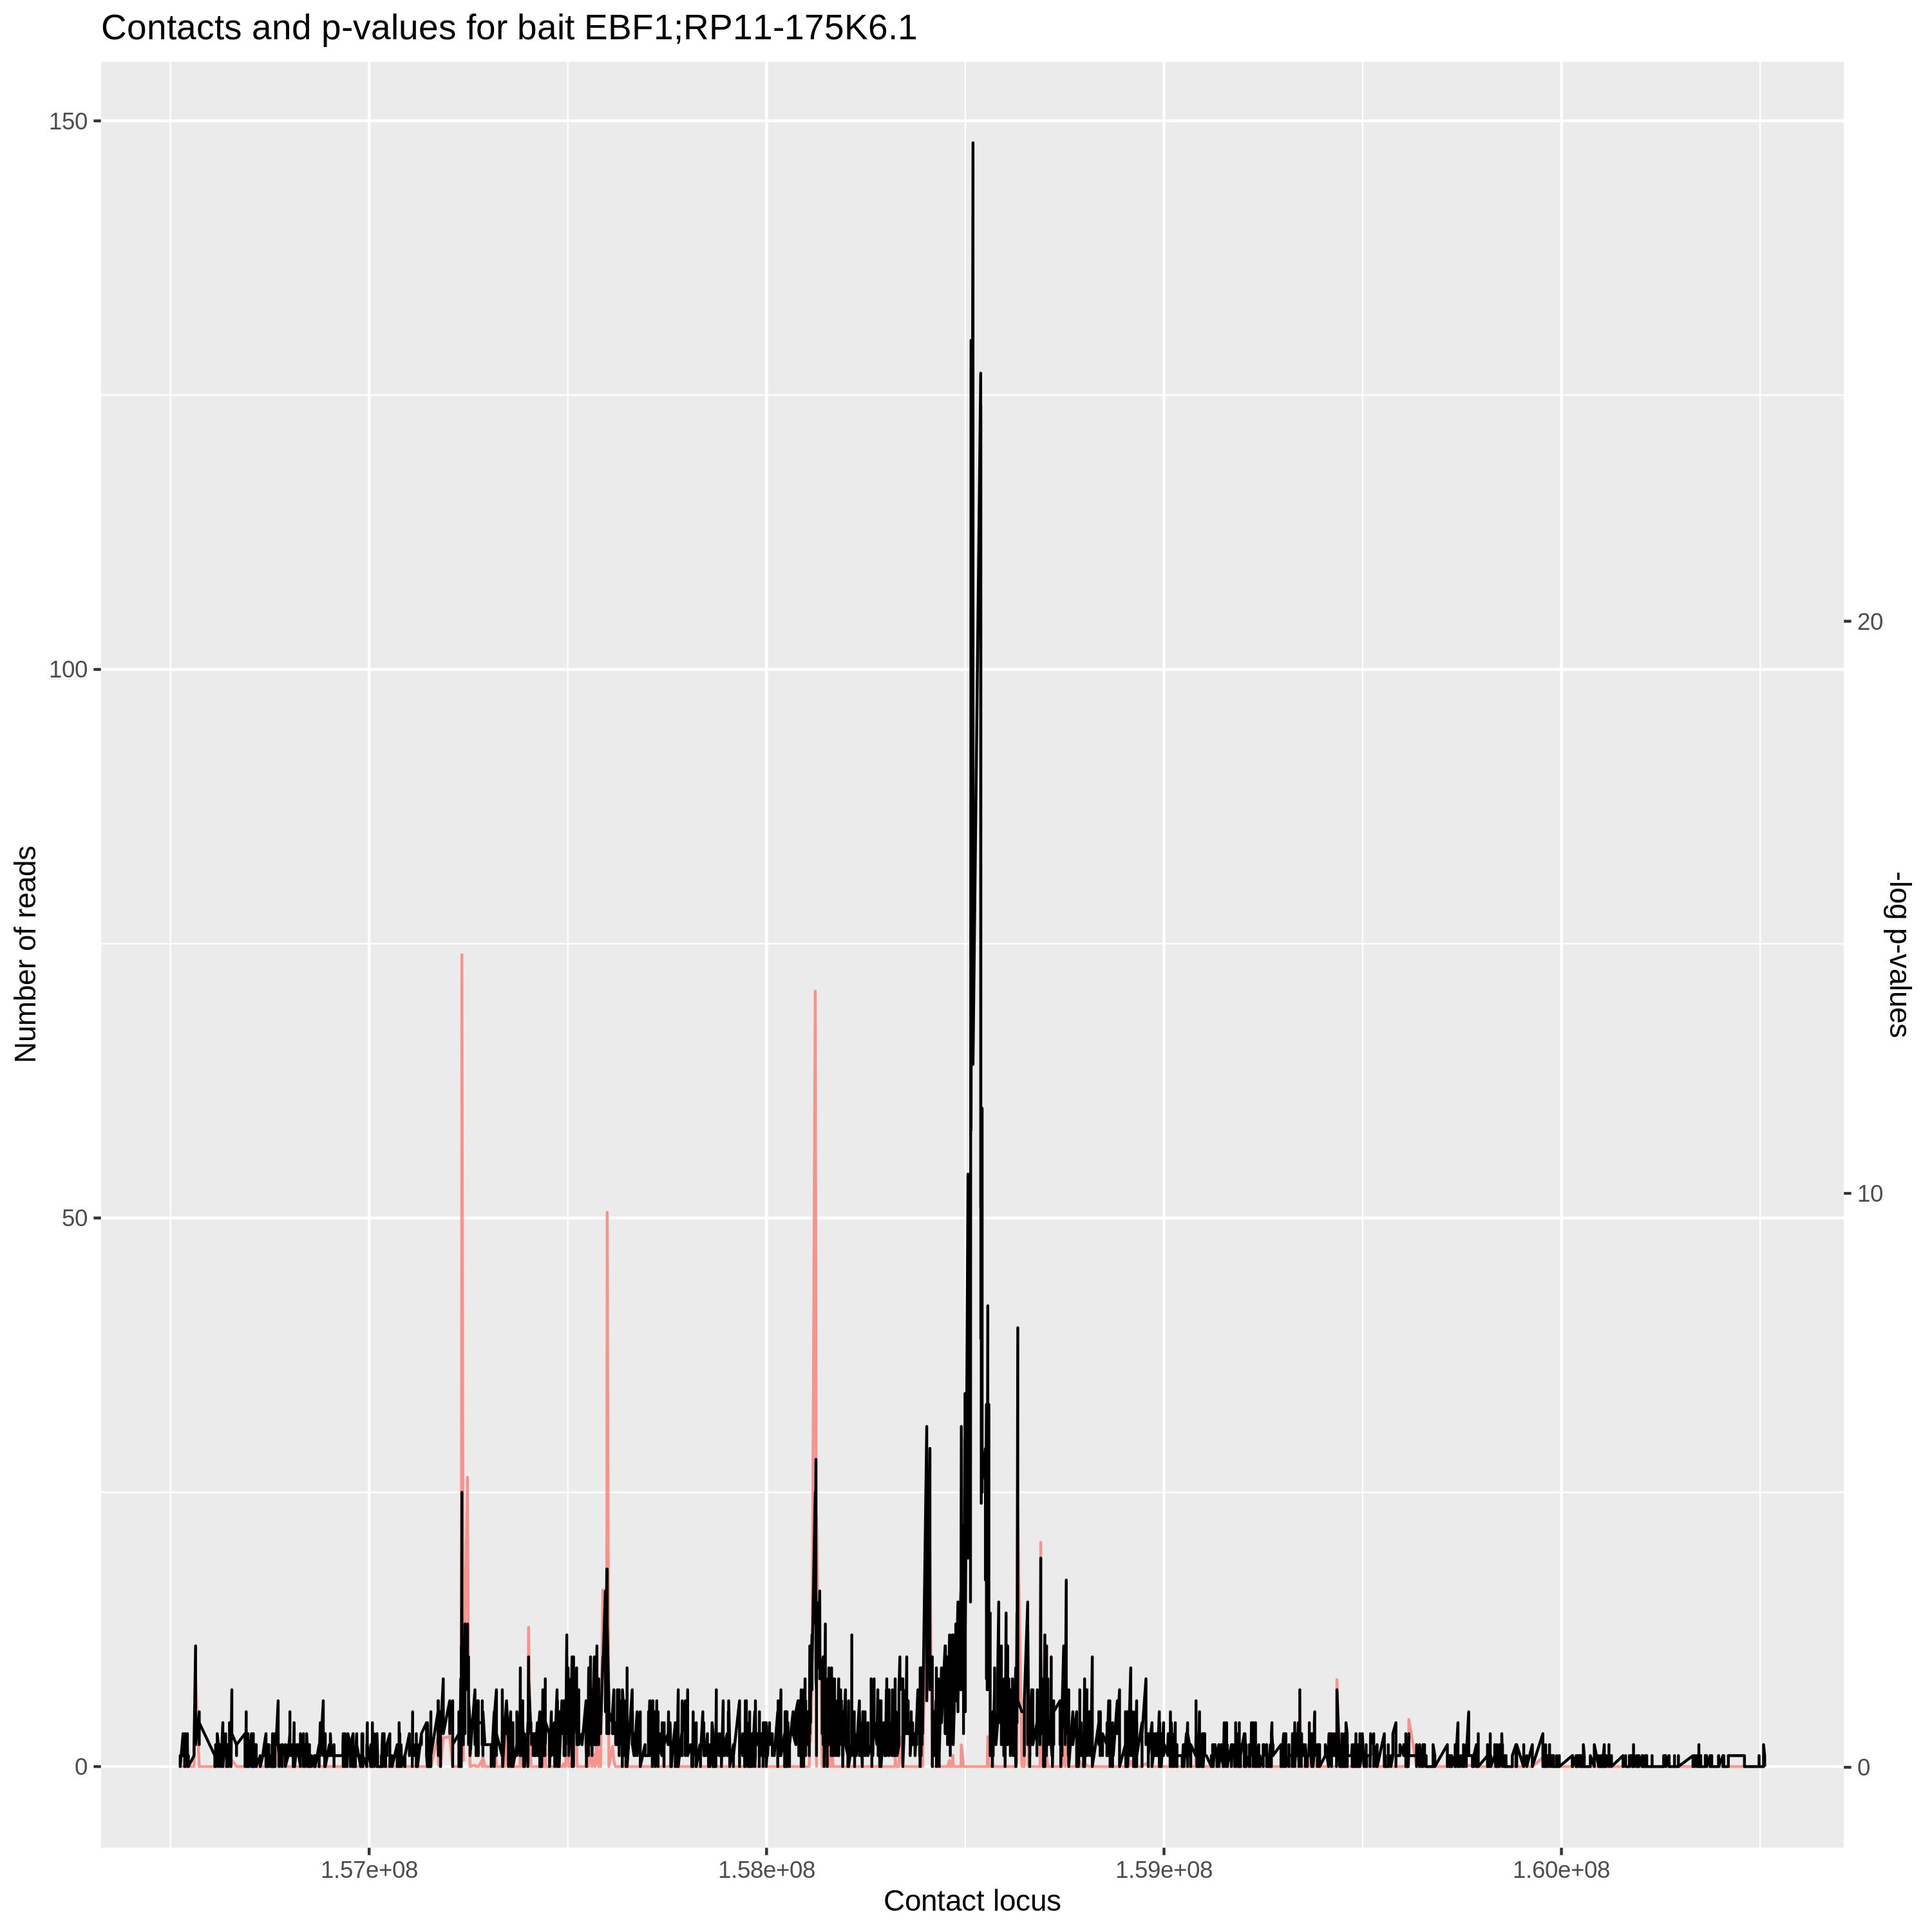 Contacts and p-values for bait EBF1;RP11-175K6.1
150
100
50
0
Number of reads
20
10
0
-log p-values
1.57e+08
1.58e+08
1.59e+08
1.60e+08
Contact locus